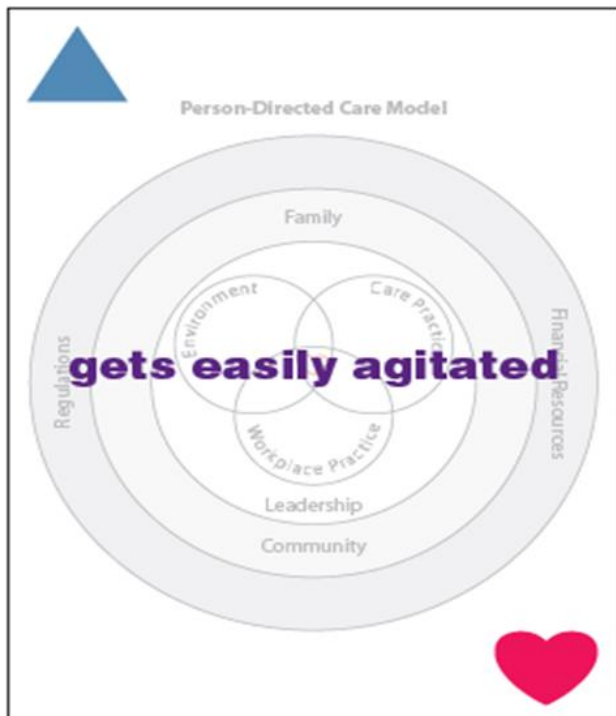 Person-Directed Care Model
Family
Environment
Care Practice
Regulations
Financial Resources
gets easily agitated
Workplace Practice
Leadership
Community